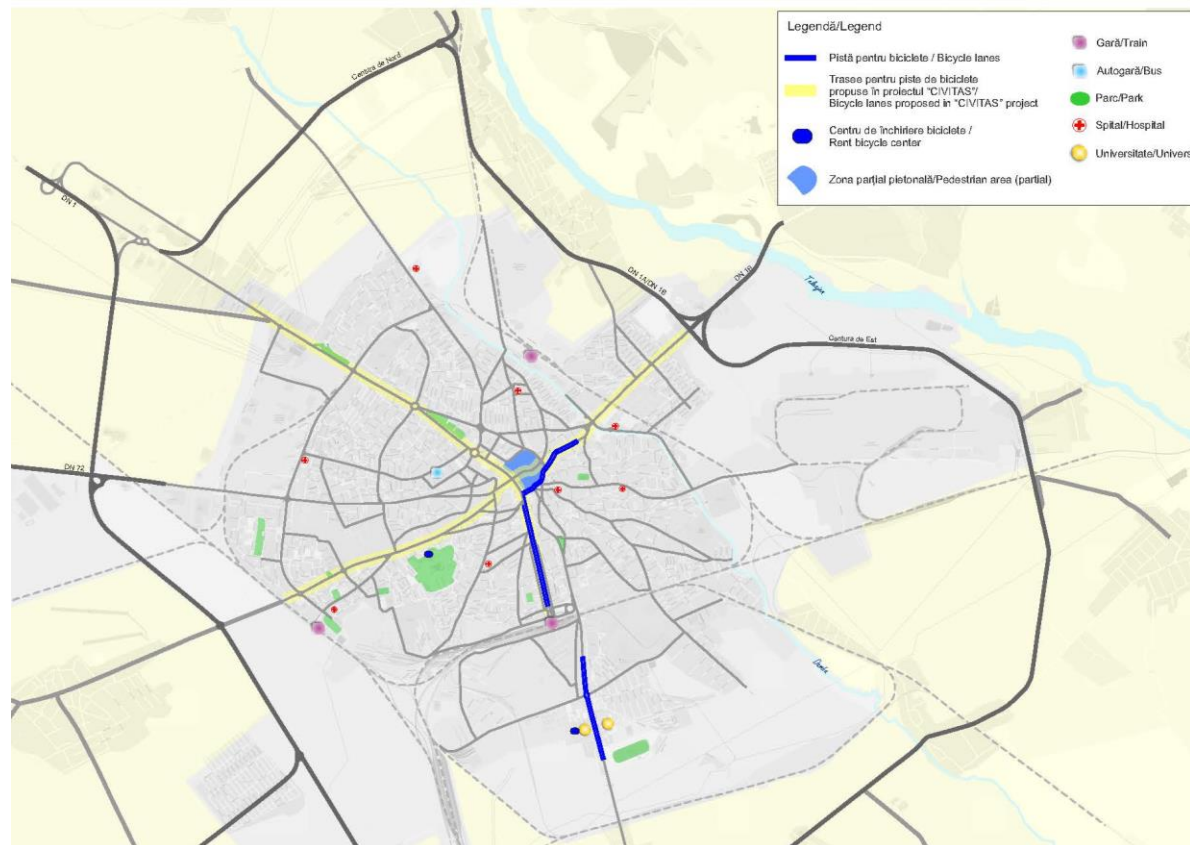 Legendă/Legend
Pistă pentru biciclete / Bicycle lanes
Trasee pentru piste de biciclete
propuse în proiectul "CIVITAS"/
Bicycle lanes proposed in "CIVITAS" project
Centru de închiriere biciclete /
Rent bicycle center
Zona parțial pietonală/Pedestrian area (partial)
Gară/Train
Autogară/Bus
Parc/Park
Spital/Hospital
Universitate/Univers
Centura de Nord
DN 1
DN 1A/DN 1B
DN 1B
Teleajăn
Centura de Est
DN 72
Dâmbu